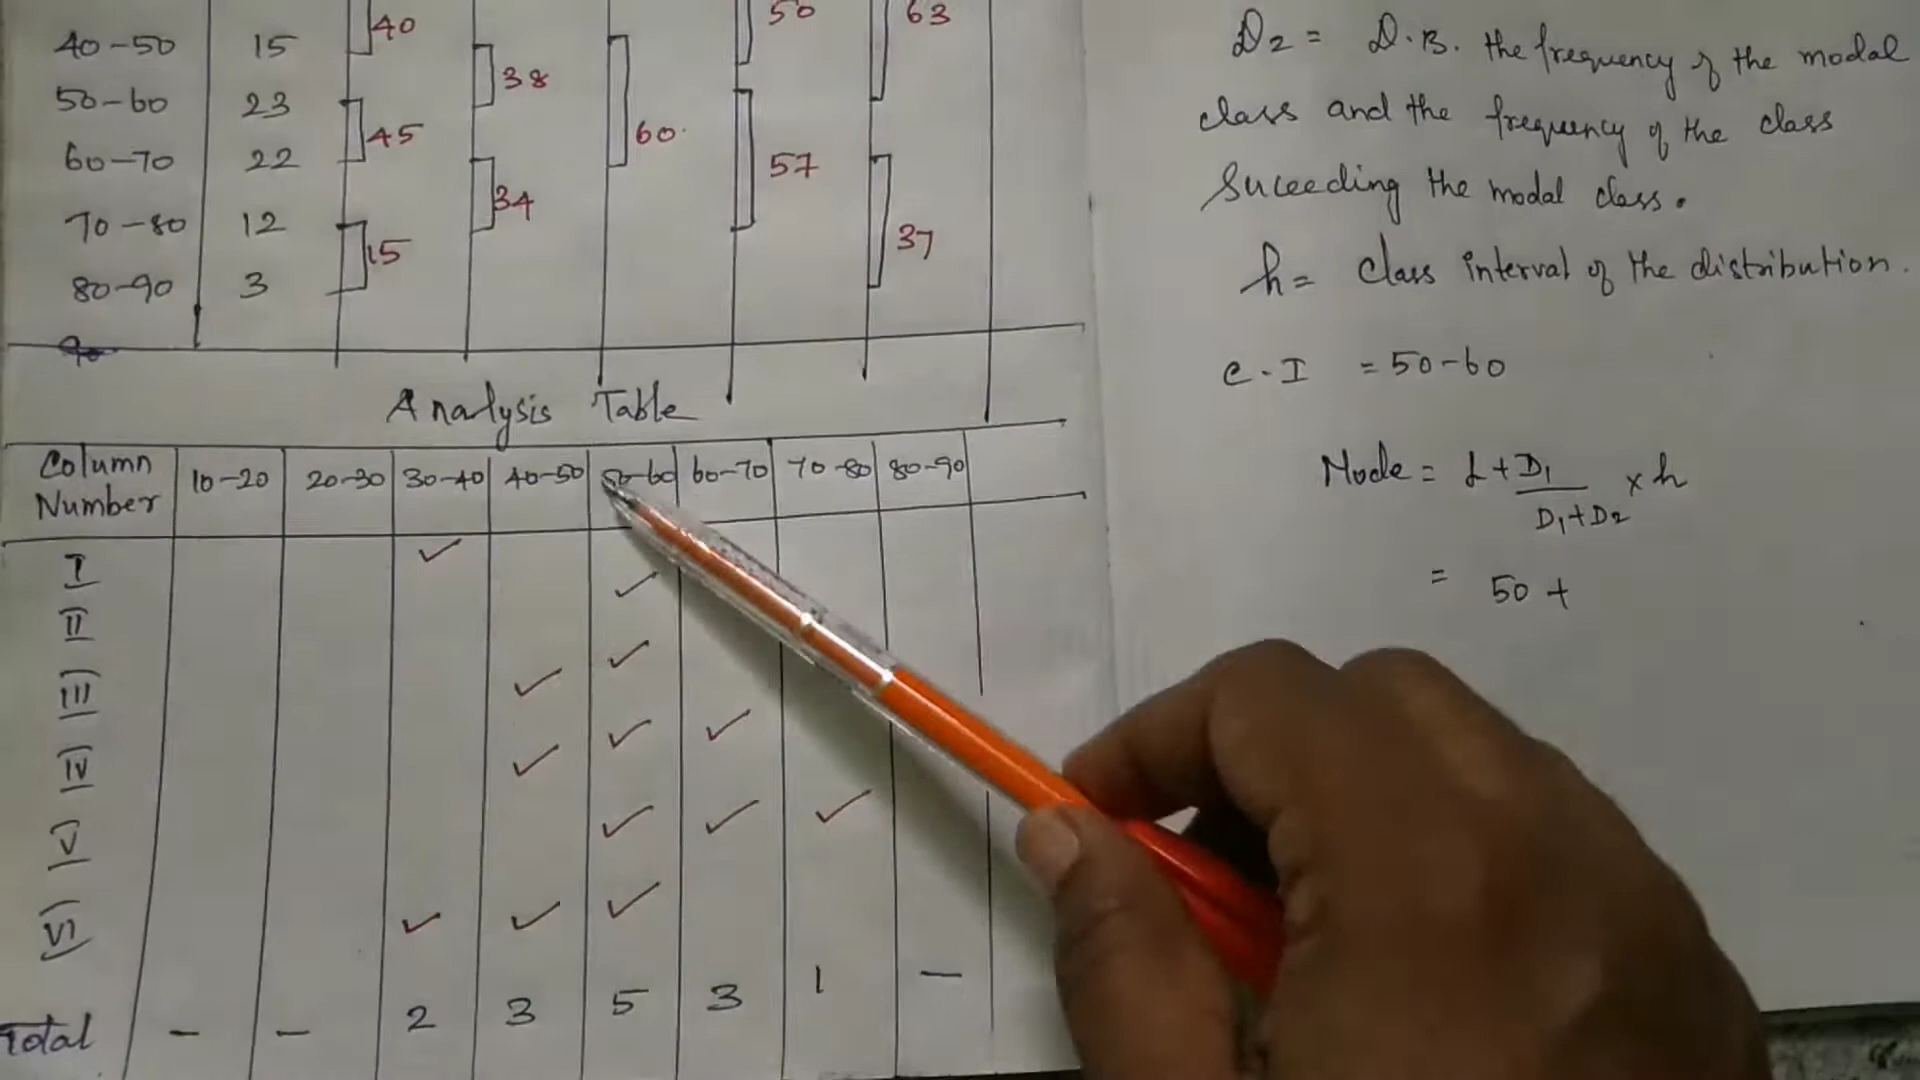 50 63
40
40-50 15
38
50-60 23
45 60
60-70 22 57
34
70-80 12
15 37
80-90 3
Analysis Table
Column Number 10-20 20-30 30-40 40-50 50-60 60-70 70-80 80-90
I ✓
II ✓
III ✓ ✓
IV ✓ ✓ ✓
V ✓ ✓ ✓
VI ✓ ✓ ✓
Total - - 2 3 5 3 1 -
D2 = D.B. the frequency of the modal
class and the frequency of the class
Suceeding the modal class.
h= Class interval of the distribution.
C.I = 50-60
Mode = L + D1/D1+D2 × h
= 50 +